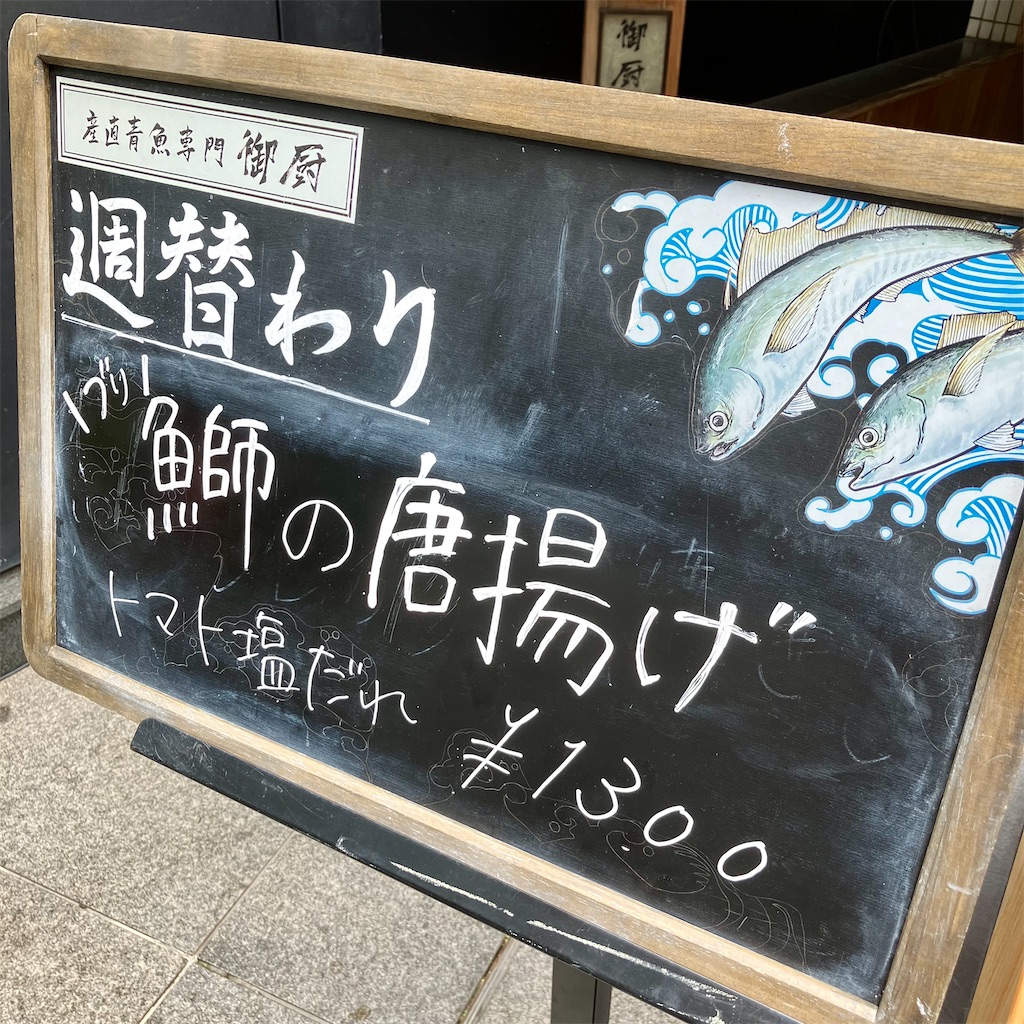 御厨
産直青魚専門 御厨
週替わり
ブリ
鰤の唐揚げ
トマト塩だれ
¥1300